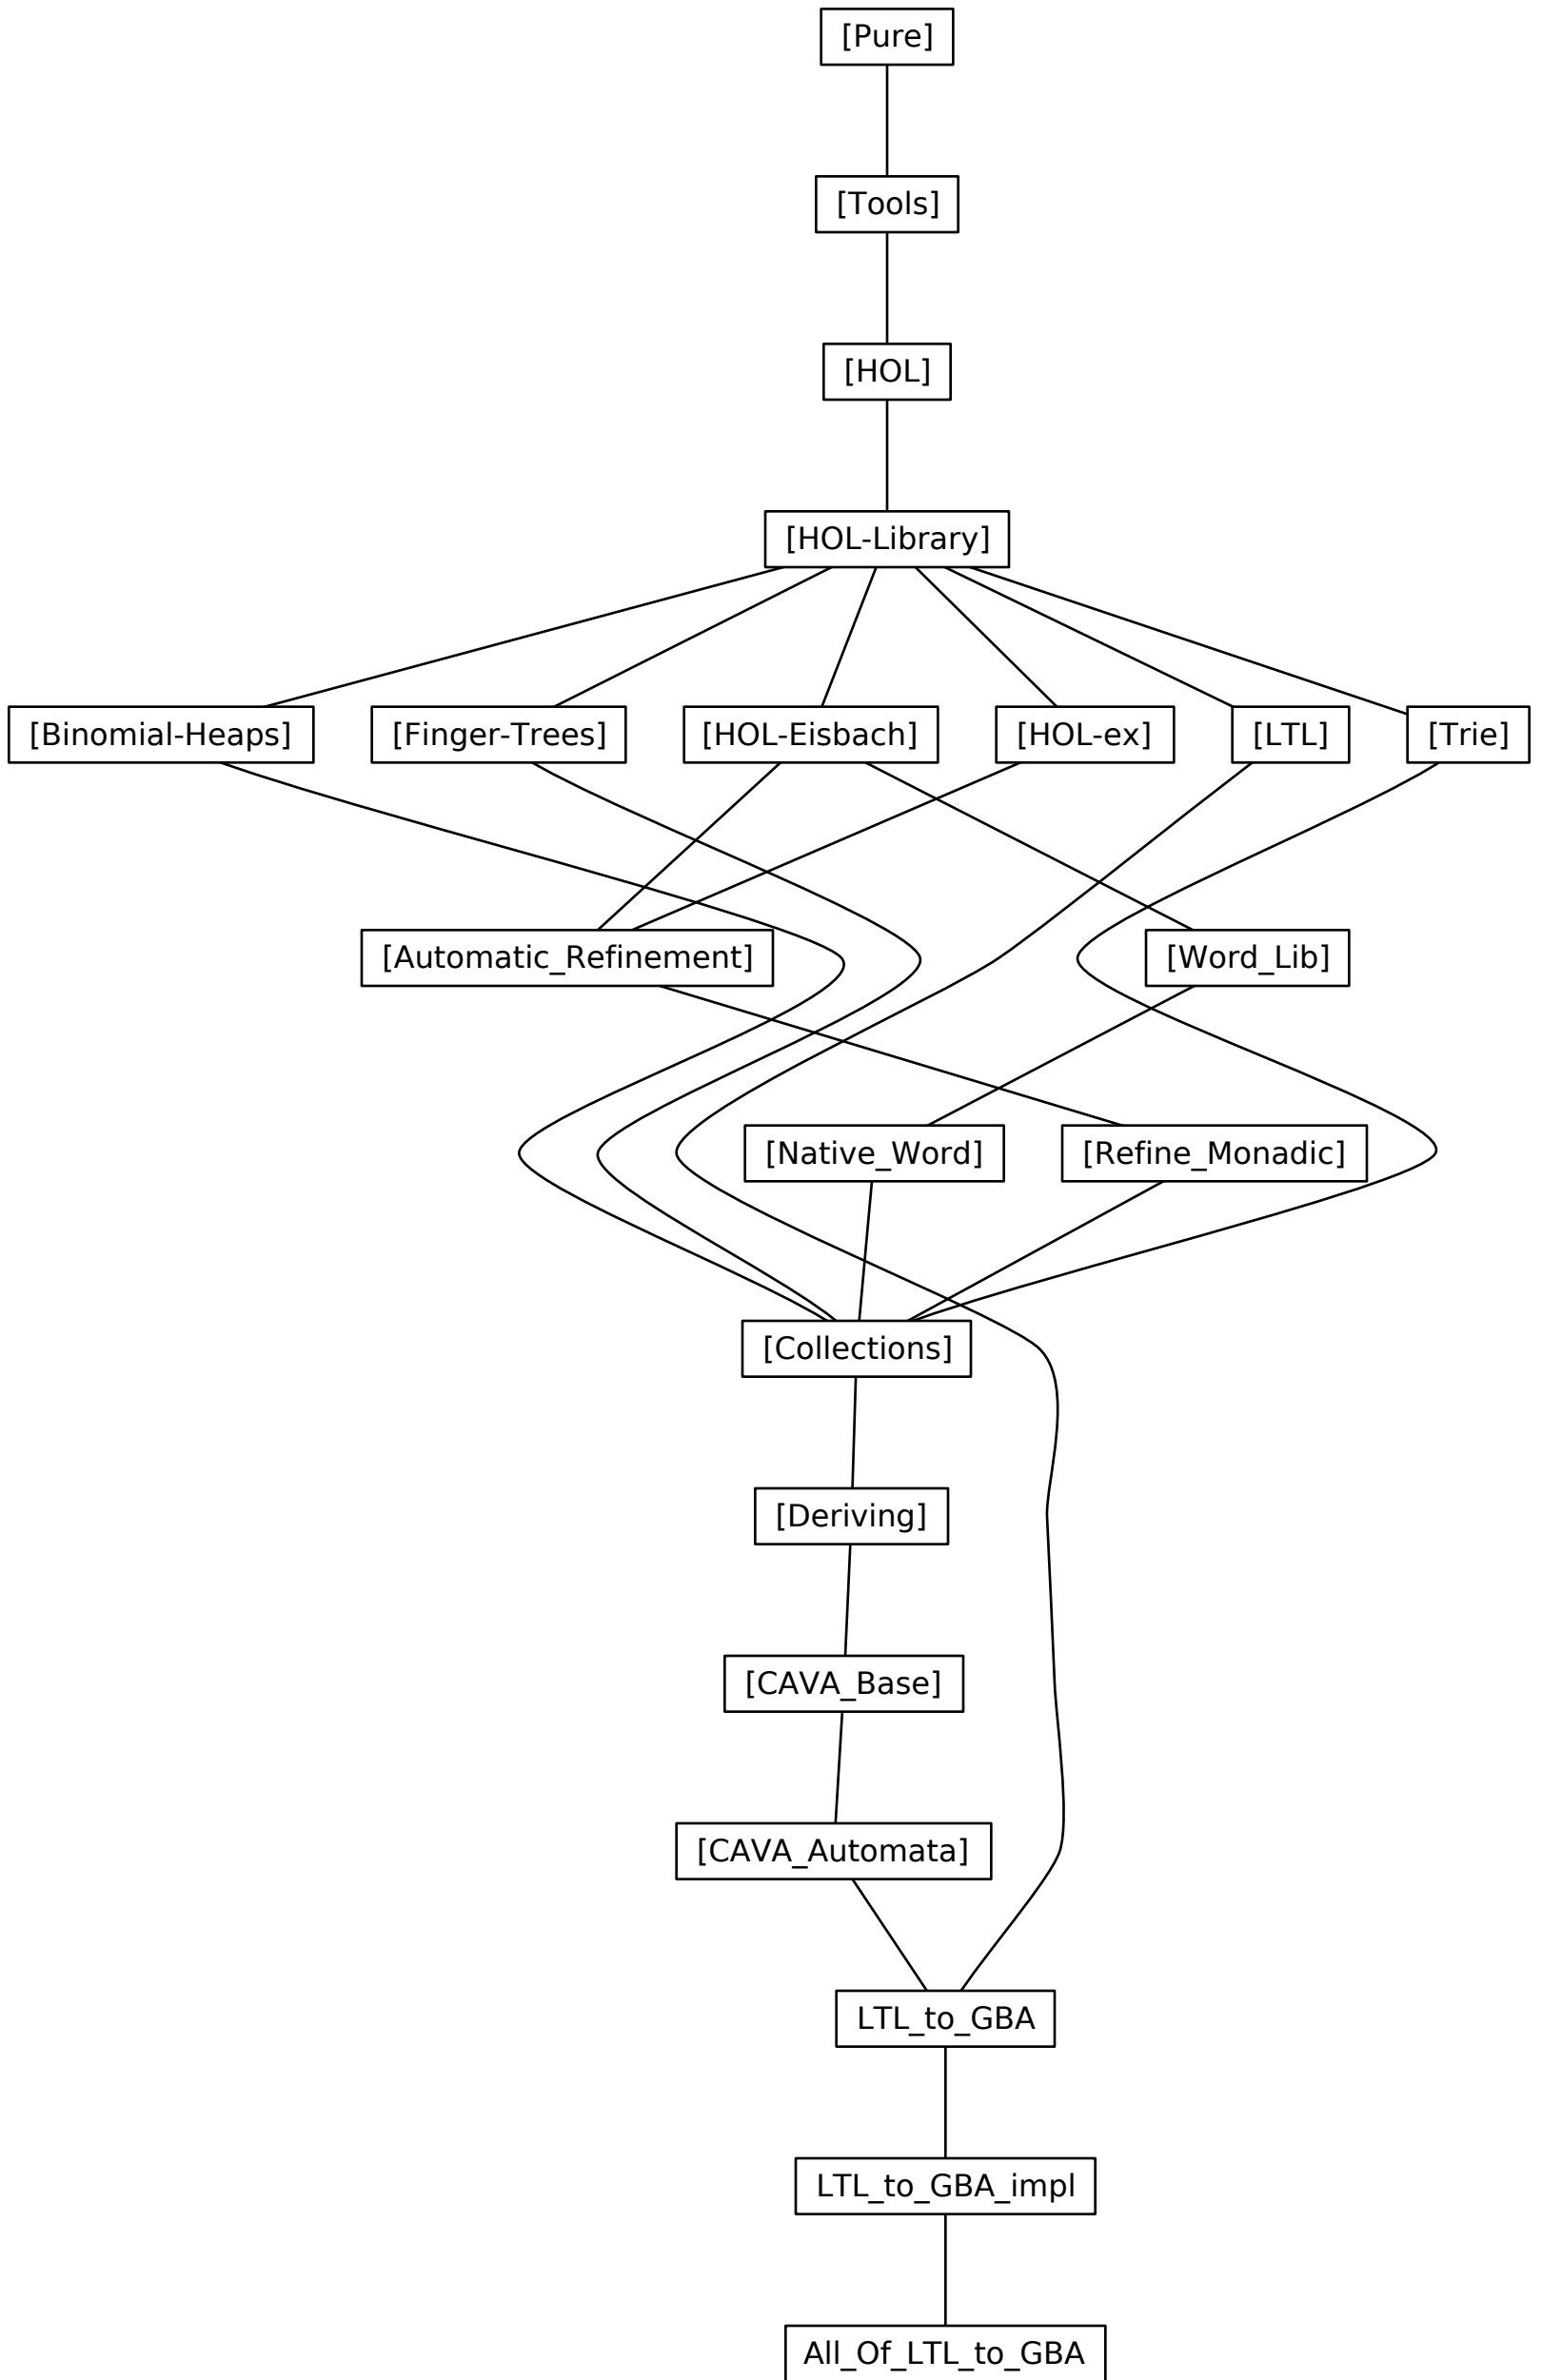 [Pure]
[Tools]
[HOL]
[HOL-Library]
[Binomial-Heaps]
[Finger-Trees]
[HOL-Eisbach]
[HOL-ex]
[LTL]
[Trie]
[Automatic_Refinement]
[Word_Lib]
[Native_Word]
[Refine_Monadic]
[Collections]
[Deriving]
[CAVA_Base]
[CAVA_Automata]
LTL_to_GBA
LTL_to_GBA_impl
All_Of_LTL_to_GBA